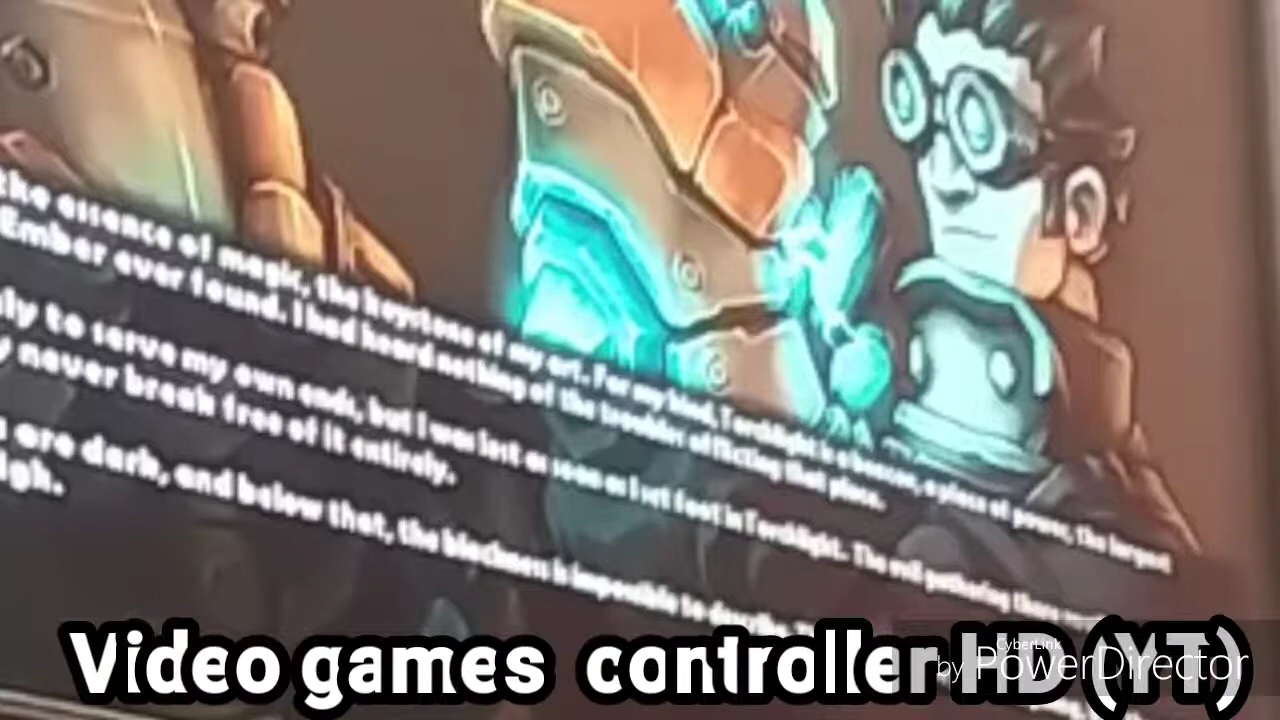 the essence of magic, the keystone of my art. For my kind, Torchlight is a beacon, a place of power, the largest
Ember ever found. I had heard nothing of the troubles afflicting that place.
to serve my own ends, but I was lost as soon as I set foot in Torchlight. The evil gathering there
never break free of it entirely.
are dark, and below that, the blackness is impossible to describe.
Video games controller HD (YT)
CyberLink
by PowerDirector